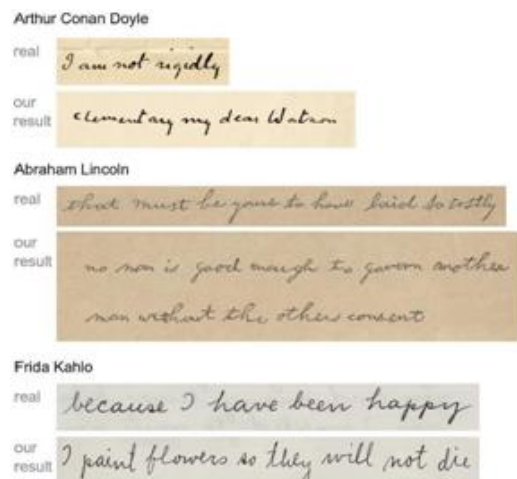 Arthur Conan Doyle
real
I am not rigidly
our
result
elementary my dear Watson
Abraham Lincoln
real
that must be yours to have laid so costly
our
result
no man is good enough to govern another
man without the others consent
Frida Kahlo
real
because I have been happy
our
result
I paint flowers so they will not die